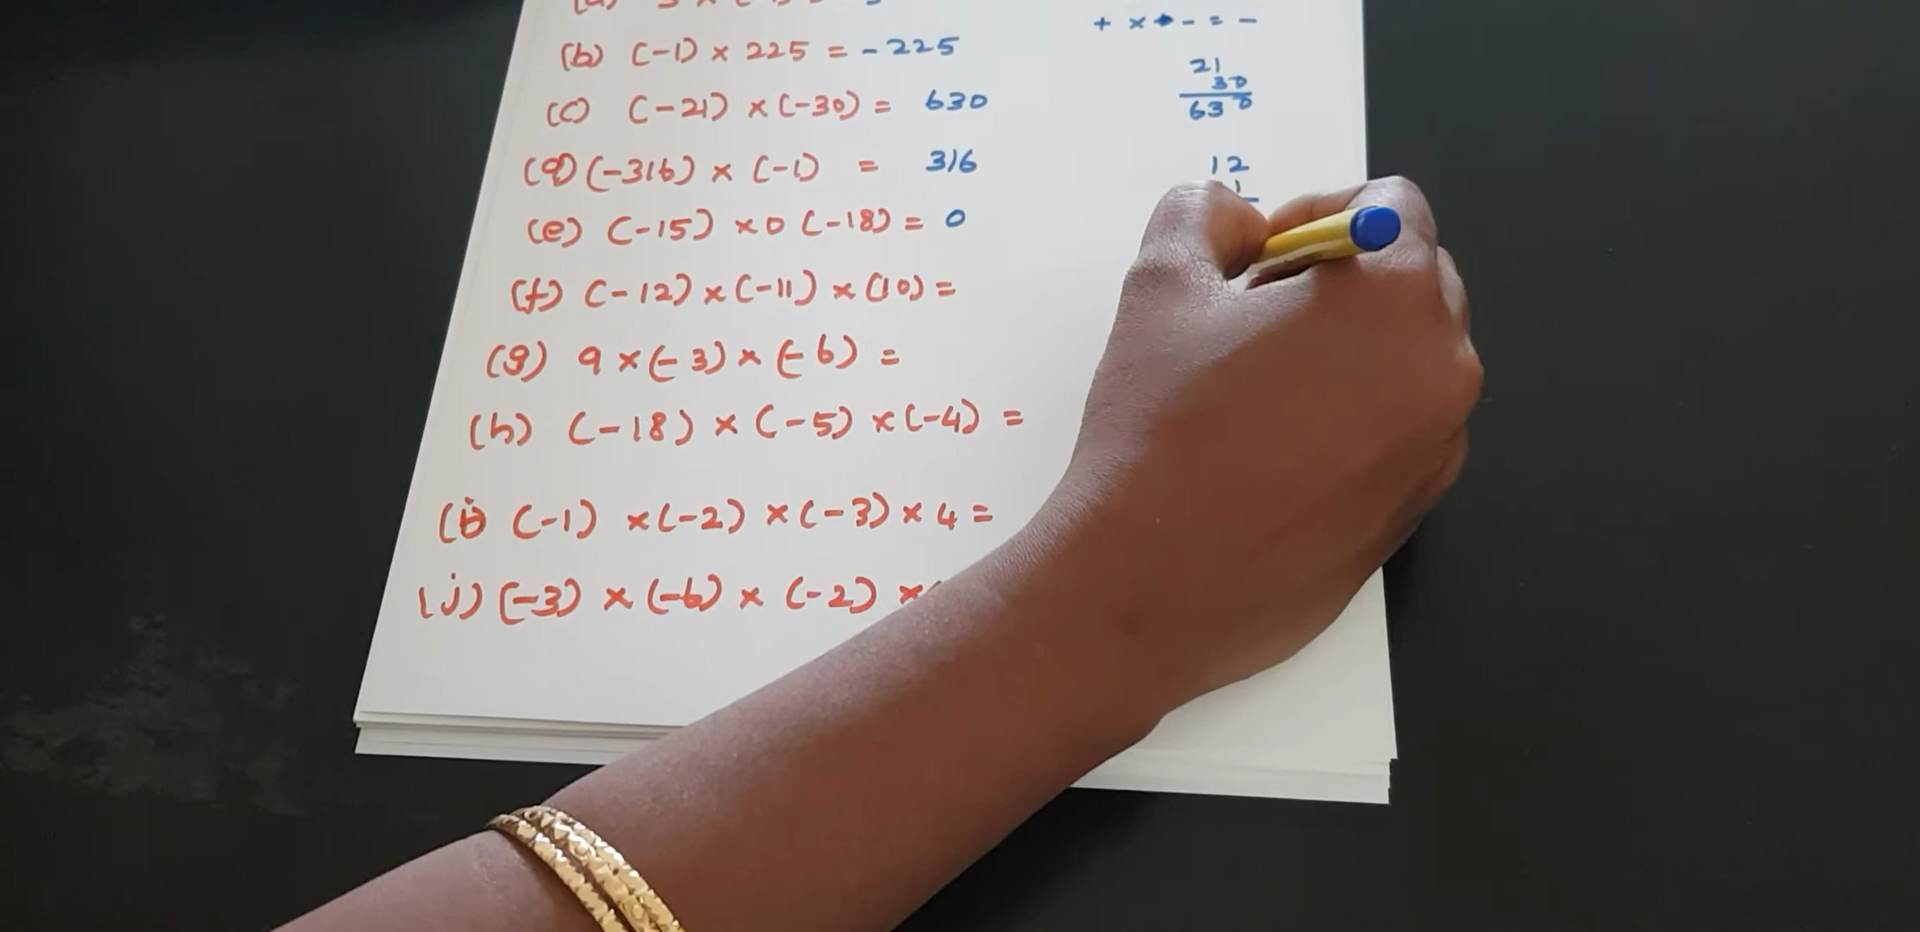 (b) (-1) × 225 = -225
(c) (-21) × (-30) = 630
(d) (-316) × (-1) = 316
(e) (-15) × 0 (-18) = 0
(f) (-12) × (-11) × (10) =
(g) 9 × (-3) × (-6) =
(h) (-18) × (-5) × (-4) =
(i) (-1) × (-2) × (-3) × 4 =
(j) (-3) × (-6) × (-2) ×
+ × - = -
21
30
630
12
1